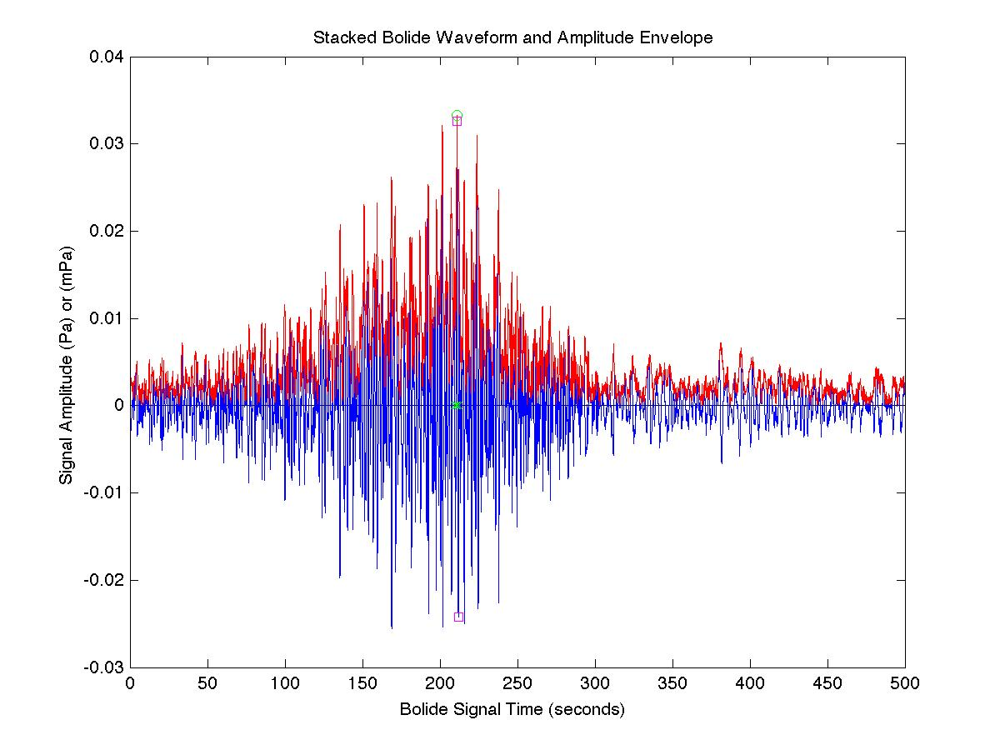 Stacked Bolide Waveform and Amplitude Envelope
0.04
0.03
0.02
0.01
0
-0.01
-0.02
-0.03
Signal Amplitude (Pa) or (mPa)
0 50 100 150 200 250 300 350 400 450 500
Bolide Signal Time (seconds)